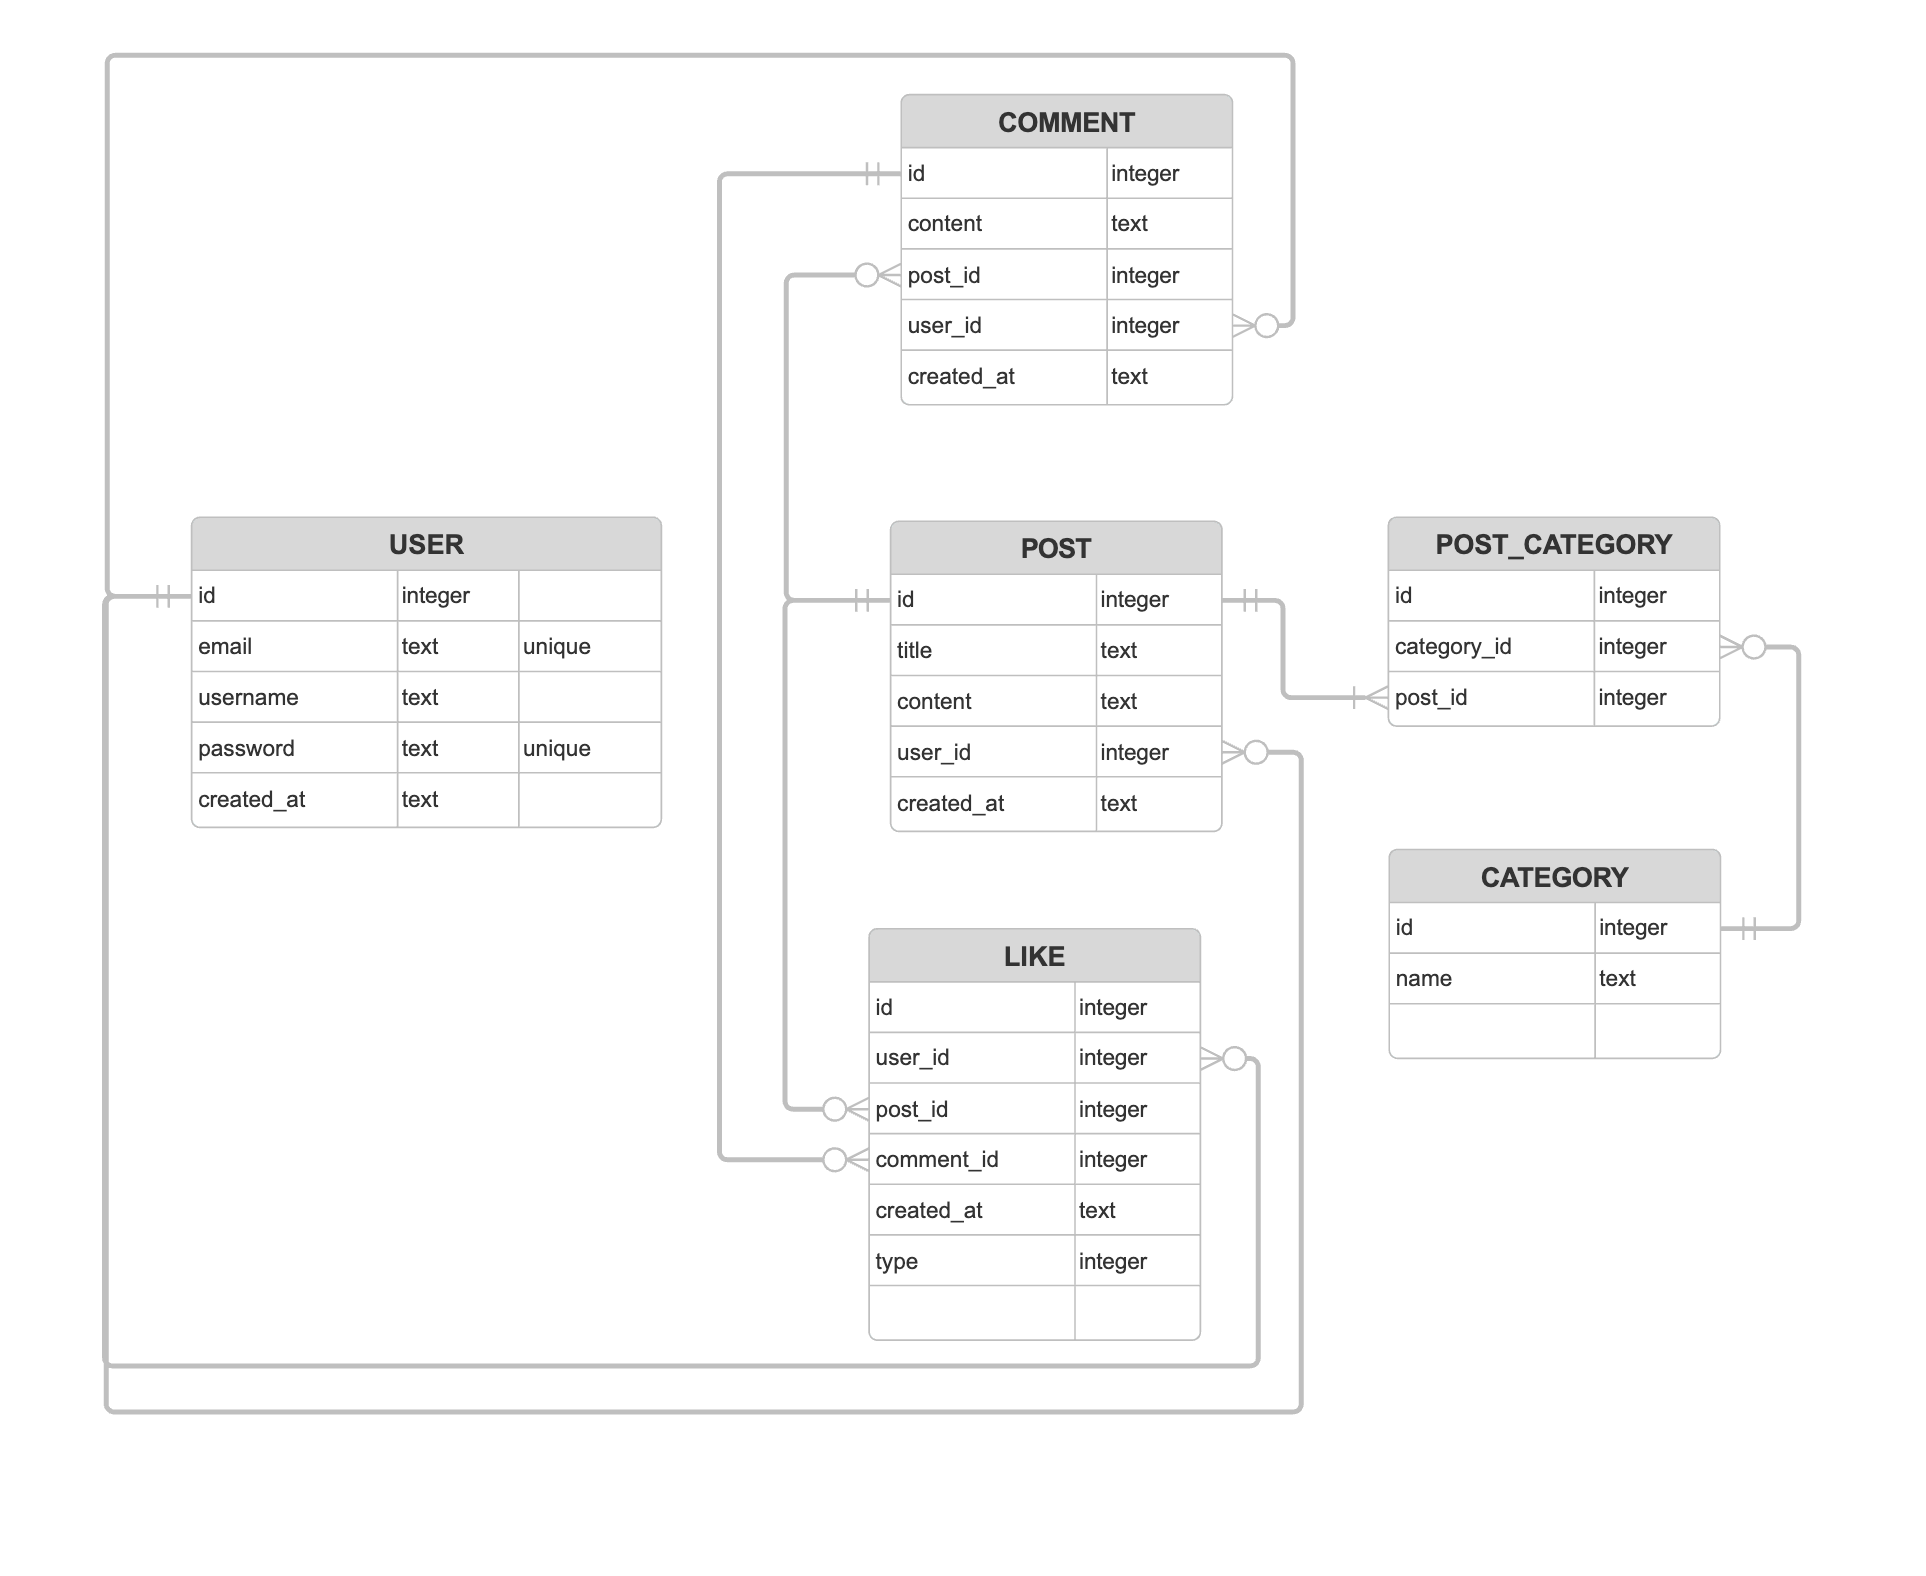 COMMENT
id integer
content text
post_id integer
user_id integer
created_at text
USER
id integer
email text unique
username text
password text unique
created_at text
POST
id integer
title text
content text
user_id integer
created_at text
POST_CATEGORY
id integer
category_id integer
post_id integer
CATEGORY
id integer
name text
LIKE
id integer
user_id integer
post_id integer
comment_id integer
created_at text
type integer